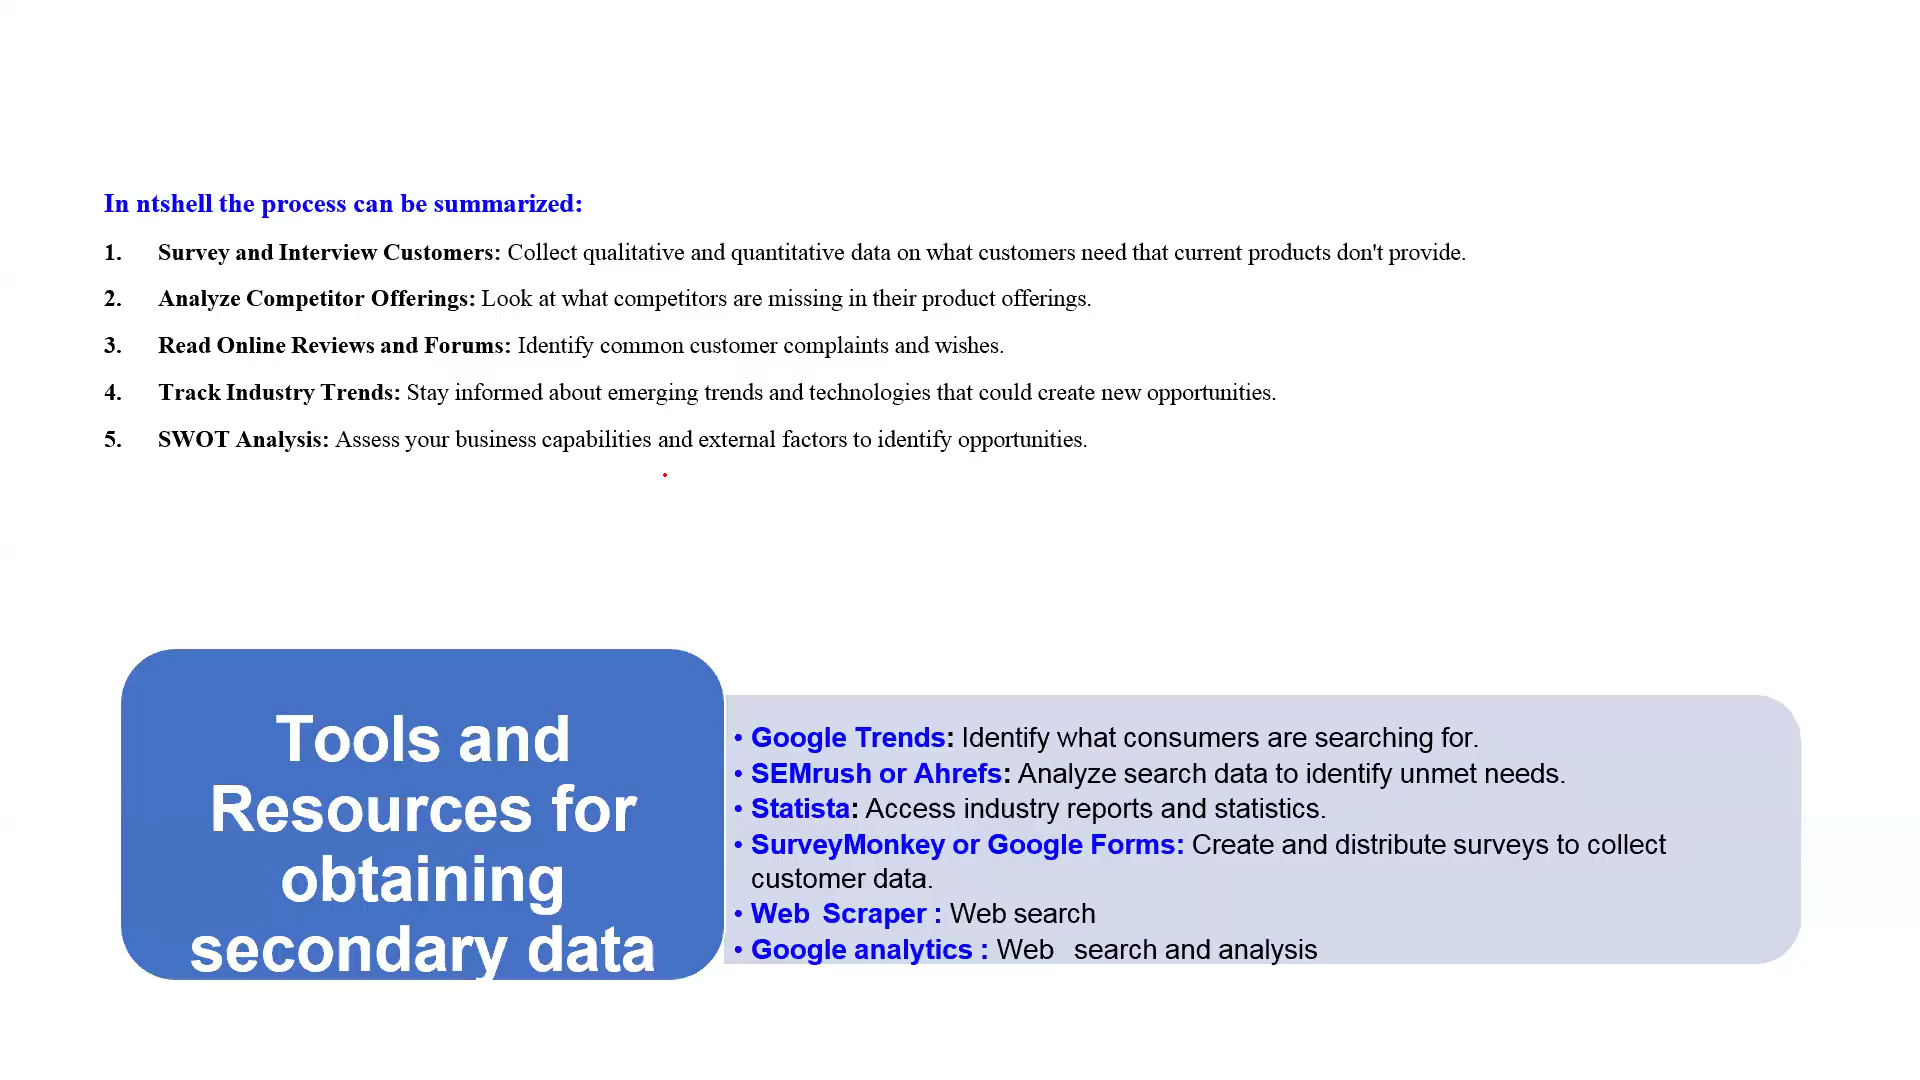 In ntshell the process can be summarized:
1. Survey and Interview Customers: Collect qualitative and quantitative data on what customers need that current products don't provide.
2. Analyze Competitor Offerings: Look at what competitors are missing in their product offerings.
3. Read Online Reviews and Forums: Identify common customer complaints and wishes.
4. Track Industry Trends: Stay informed about emerging trends and technologies that could create new opportunities.
5. SWOT Analysis: Assess your business capabilities and external factors to identify opportunities.
Tools and
Resources for
obtaining
secondary data
• Google Trends: Identify what consumers are searching for.
• SEMrush or Ahrefs: Analyze search data to identify unmet needs.
• Statista: Access industry reports and statistics.
• SurveyMonkey or Google Forms: Create and distribute surveys to collect
customer data.
• Web Scraper : Web search
• Google analytics : Web search and analysis